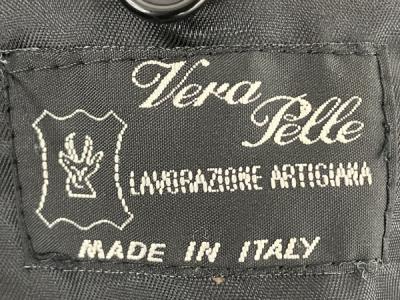 Vera
Pelle
LAVORAZIONE ARTIGIANA
MADE IN ITALY